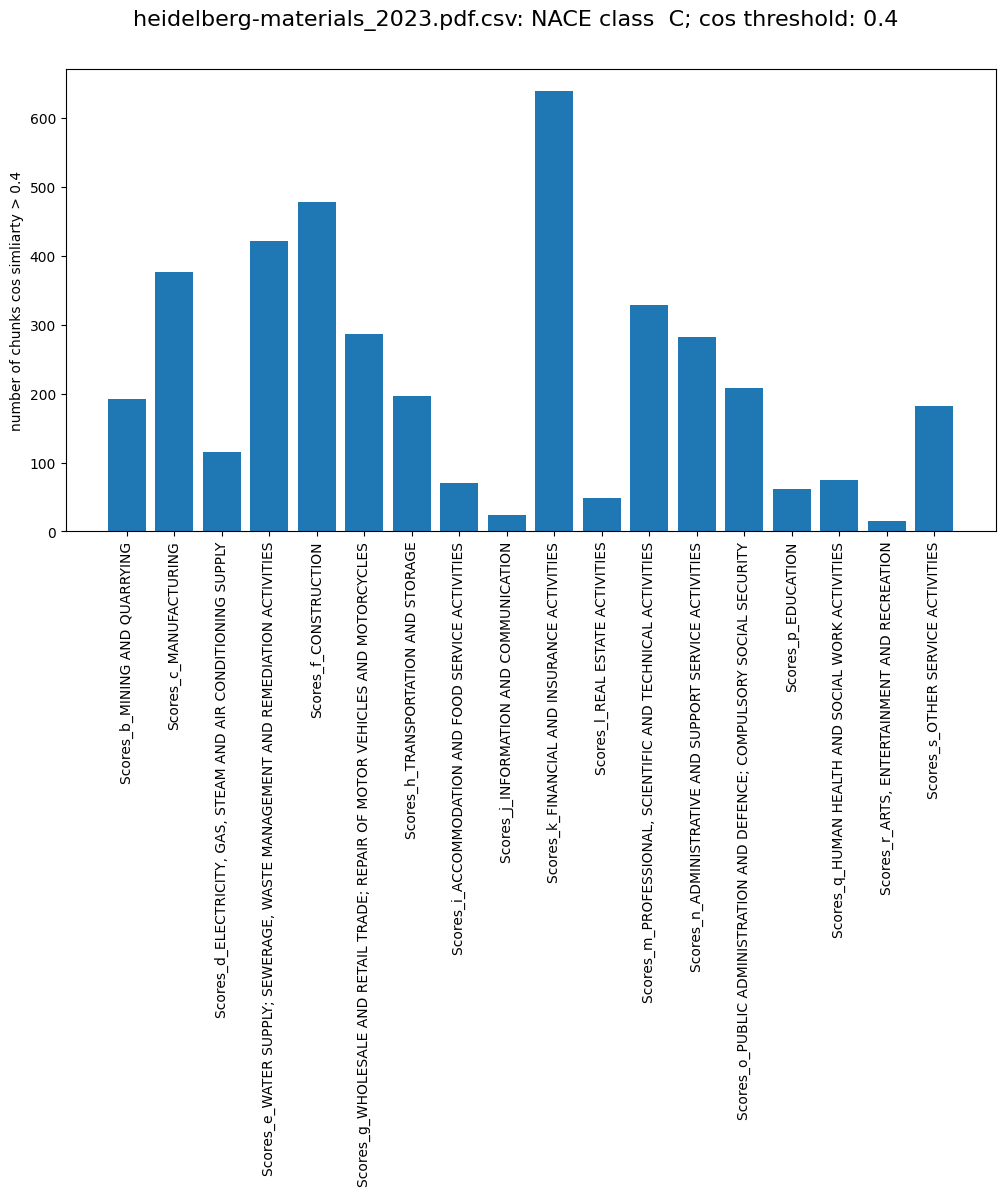 heidelberg-materials_2023.pdf.csv: NACE class  C; cos threshold: 0.4
number of chunks cos simliarty > 0.4
600
500
400
300
200
100
0
Scores_b_MINING AND QUARRYING
Scores_c_MANUFACTURING
Scores_d_ELECTRICITY, GAS, STEAM AND AIR CONDITIONING SUPPLY
Scores_e_WATER SUPPLY; SEWERAGE, WASTE MANAGEMENT AND REMEDIATION ACTIVITIES
Scores_f_CONSTRUCTION
Scores_g_WHOLESALE AND RETAIL TRADE; REPAIR OF MOTOR VEHICLES AND MOTORCYCLES
Scores_h_TRANSPORTATION AND STORAGE
Scores_i_ACCOMMODATION AND FOOD SERVICE ACTIVITIES
Scores_j_INFORMATION AND COMMUNICATION
Scores_k_FINANCIAL AND INSURANCE ACTIVITIES
Scores_l_REAL ESTATE ACTIVITIES
Scores_m_PROFESSIONAL, SCIENTIFIC AND TECHNICAL ACTIVITIES
Scores_n_ADMINISTRATIVE AND SUPPORT SERVICE ACTIVITIES
Scores_o_PUBLIC ADMINISTRATION AND DEFENCE; COMPULSORY SOCIAL SECURITY
Scores_p_EDUCATION
Scores_q_HUMAN HEALTH AND SOCIAL WORK ACTIVITIES
Scores_r_ARTS, ENTERTAINMENT AND RECREATION
Scores_s_OTHER SERVICE ACTIVITIES